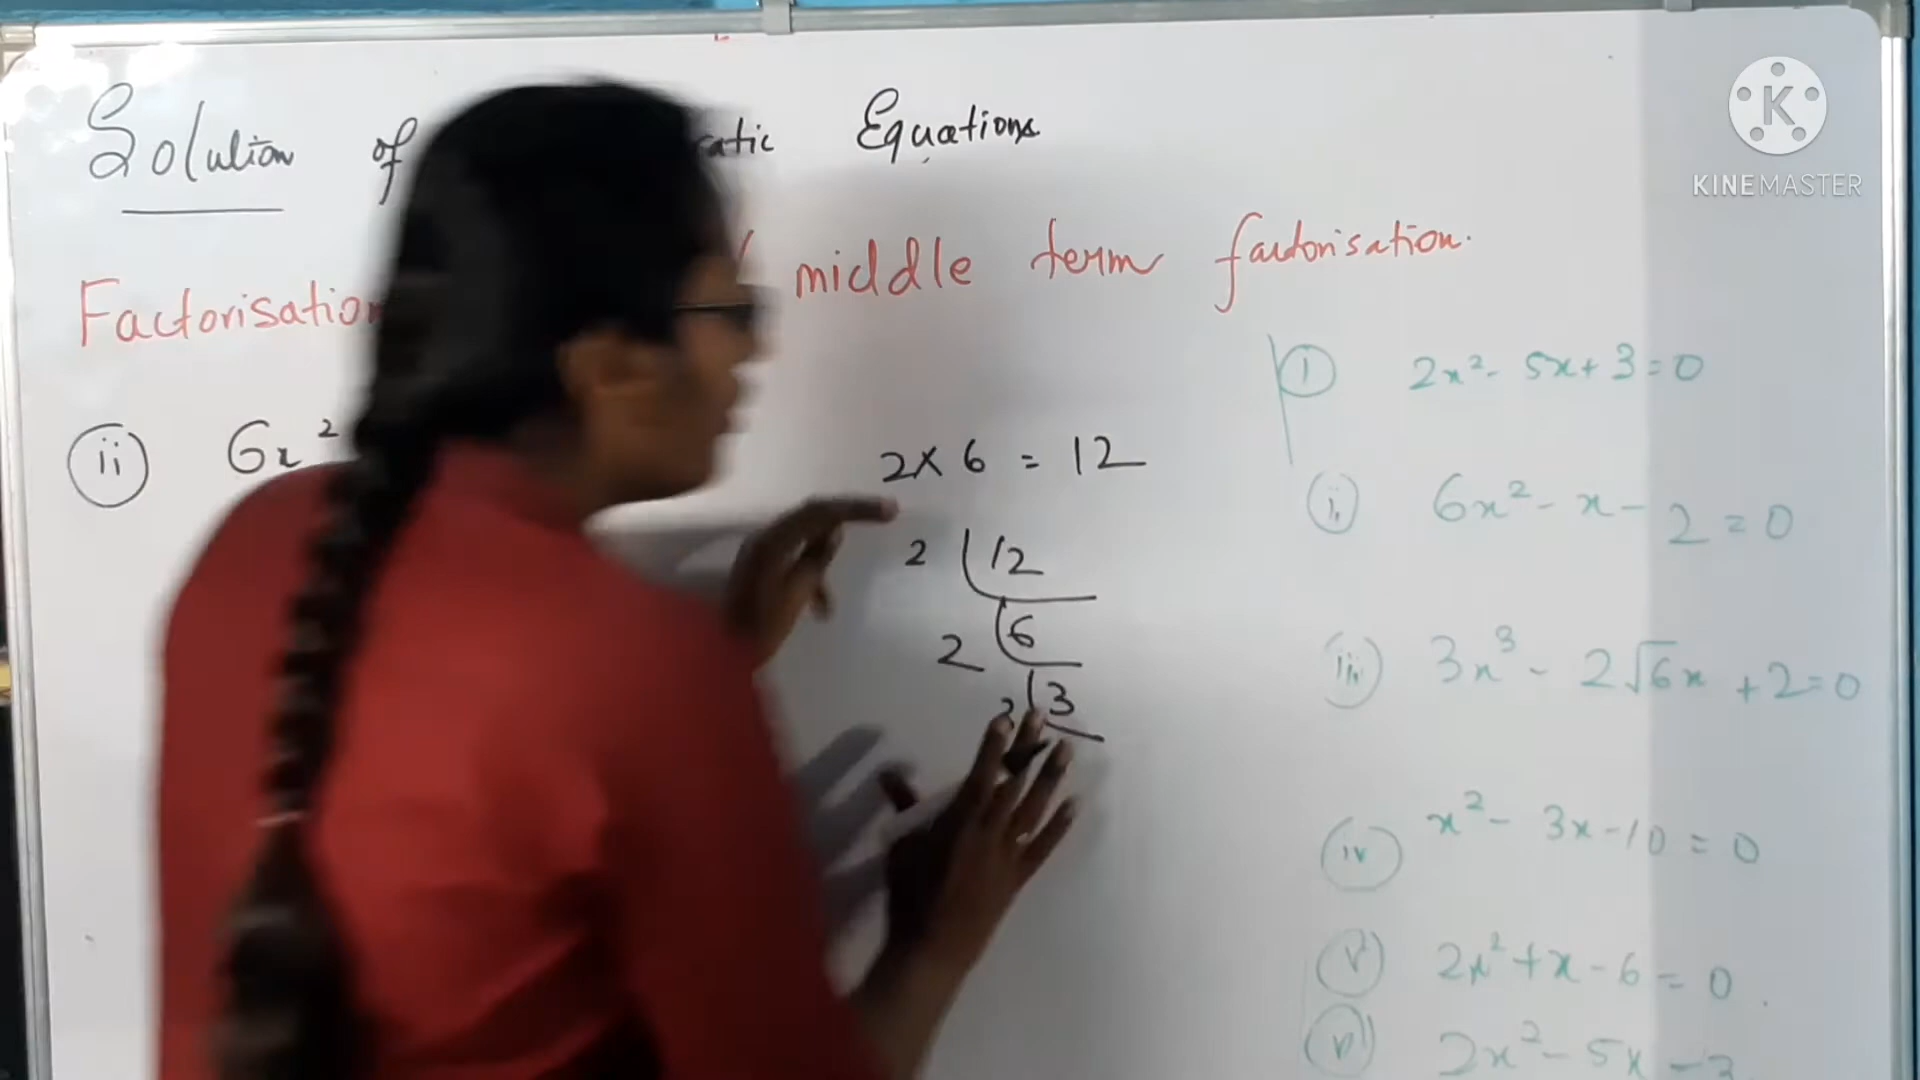 Solution of ratic Equations
Factorisation / middle term factorisation.
ii 6x²
2 × 6 = 12
2 12
2 6
3 3
i 2x² - 5x + 3 = 0
ii 6x² - x - 2 = 0
iii 3x³ - 2√6x + 2 = 0
iv x² - 3x - 10 = 0
v 2x² + x - 6 = 0
vi 2x² - 5x - 3
K
KINEMASTER